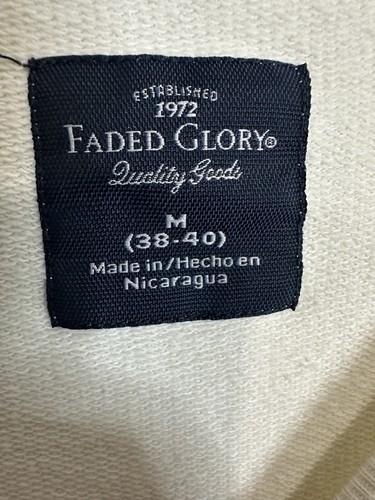 ESTABLISHED
1972
FADED GLORY®
Quality Goods
M
(38-40)
Made in/Hecho en
Nicaragua